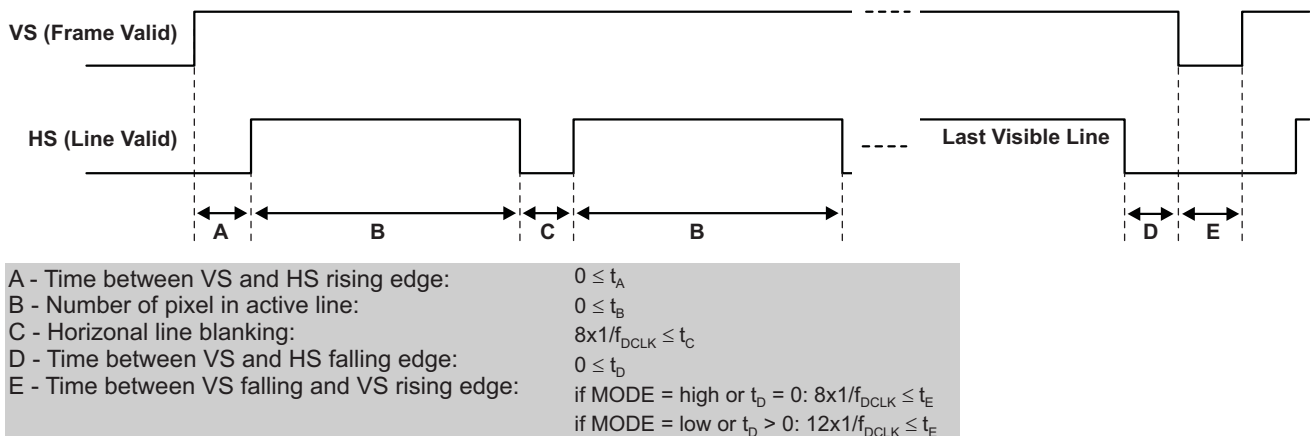 VS (Frame Valid)
HS (Line Valid)
Last Visible Line
A B C B D E
A - Time between VS and HS rising edge: 0 ≤ tA
B - Number of pixel in active line: 0 ≤ tB
C - Horizonal line blanking: 8x1/fDCLK ≤ tC
D - Time between VS and HS falling edge: 0 ≤ tD
E - Time between VS falling and VS rising edge: if MODE = high or tD = 0: 8x1/fDCLK ≤ tE
if MODE = low or tD > 0: 12x1/fDCLK ≤ tE